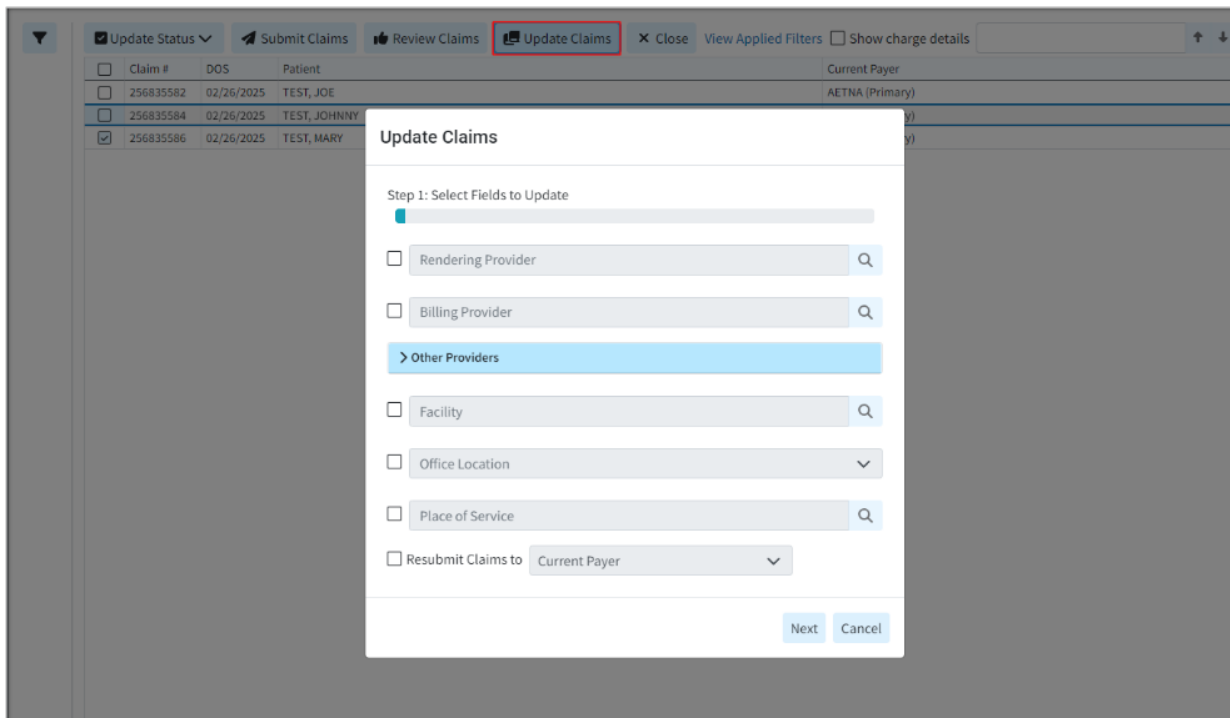 Update Status Submit Claims Review Claims Update Claims Close View Applied Filters Show charge details
Claim # DOS Patient Current Payer
256835582 02/26/2025 TEST, JOE AETNA (Primary)
256835584 02/26/2025 TEST, JOHNNY y)
256835586 02/26/2025 TEST, MARY y)
Update Claims
Step 1: Select Fields to Update
Rendering Provider
Billing Provider
Other Providers
Facility
Office Location
Place of Service
Resubmit Claims to Current Payer
Next Cancel